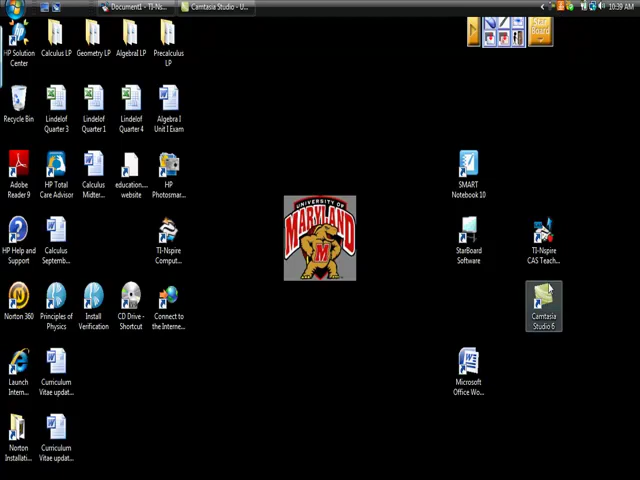 Document1 - TI-Ns...
Camtasia Studio - U...
10:39 AM
Star
Board
HP Solution
Center
Calculus LP
Geometry LP
Algebra LP
Precalculus
LP
Recycle Bin
Lindelof
Quarter 3
Lindelof
Quarter 1
Lindelof
Quarter 4
Algebra I
Unit I Exam
Adobe
Reader 9
HP Total
Care Advisor
Calculus
Midter...
education....
website
HP
Photosmar...
SMART
Notebook 10
UNIVERSITY OF
MARYLAND
M
HP Help and
Support
Calculus
Septemb...
TI-Nspire
Comput...
StarBoard
Software
TI-Nspire
CAS Teach...
Norton 360
Principles of
Physics
Install
Verification
CD Drive -
Shortcut
Connect to
the Interne...
Camtasia
Studio 6
Launch
Intern...
Curriculum
Vitae updat...
Microsoft
Office Wo...
Norton
Installati...
Curriculum
Vitae updat...